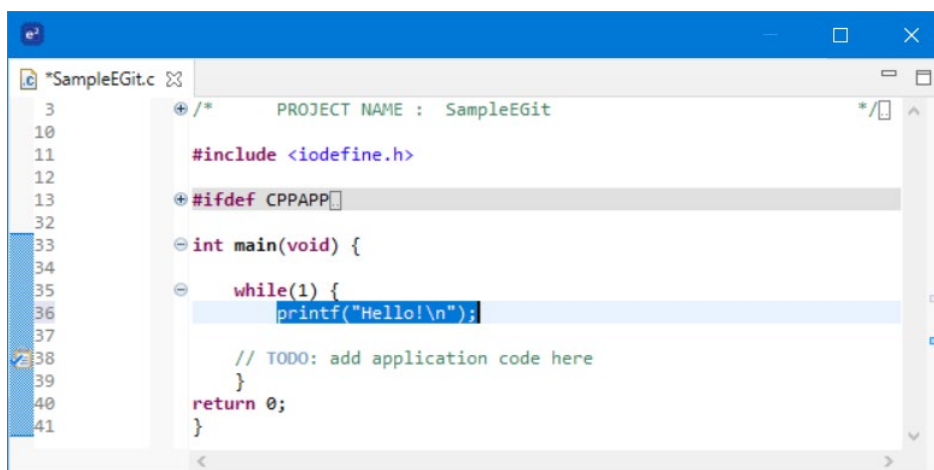 e²
*SampleEGit.c
3 /* PROJECT NAME : SampleEGit */
10
11 #include <iodefine.h>
12
13 #ifdef CPPAPP
32
33 int main(void) {
34
35 while(1) {
36 printf("Hello!\n");
37
38 // TODO: add application code here
39 }
40 return 0;
41 }